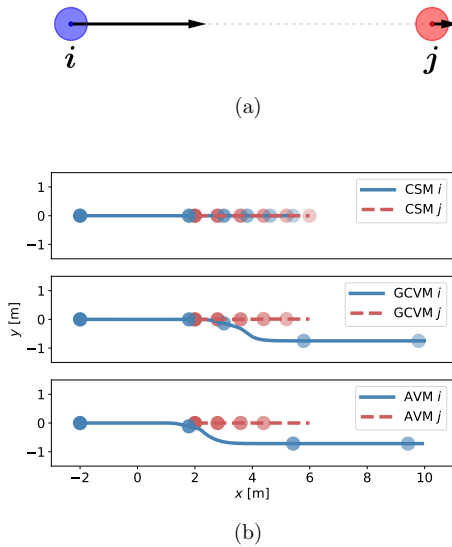 i
j
(a)
1
0
−1
CSM i
CSM j
1
0
−1
y [m]
GCVM i
GCVM j
1
0
−1
AVM i
AVM j
−2
0
2
4
6
8
10
x [m]
(b)